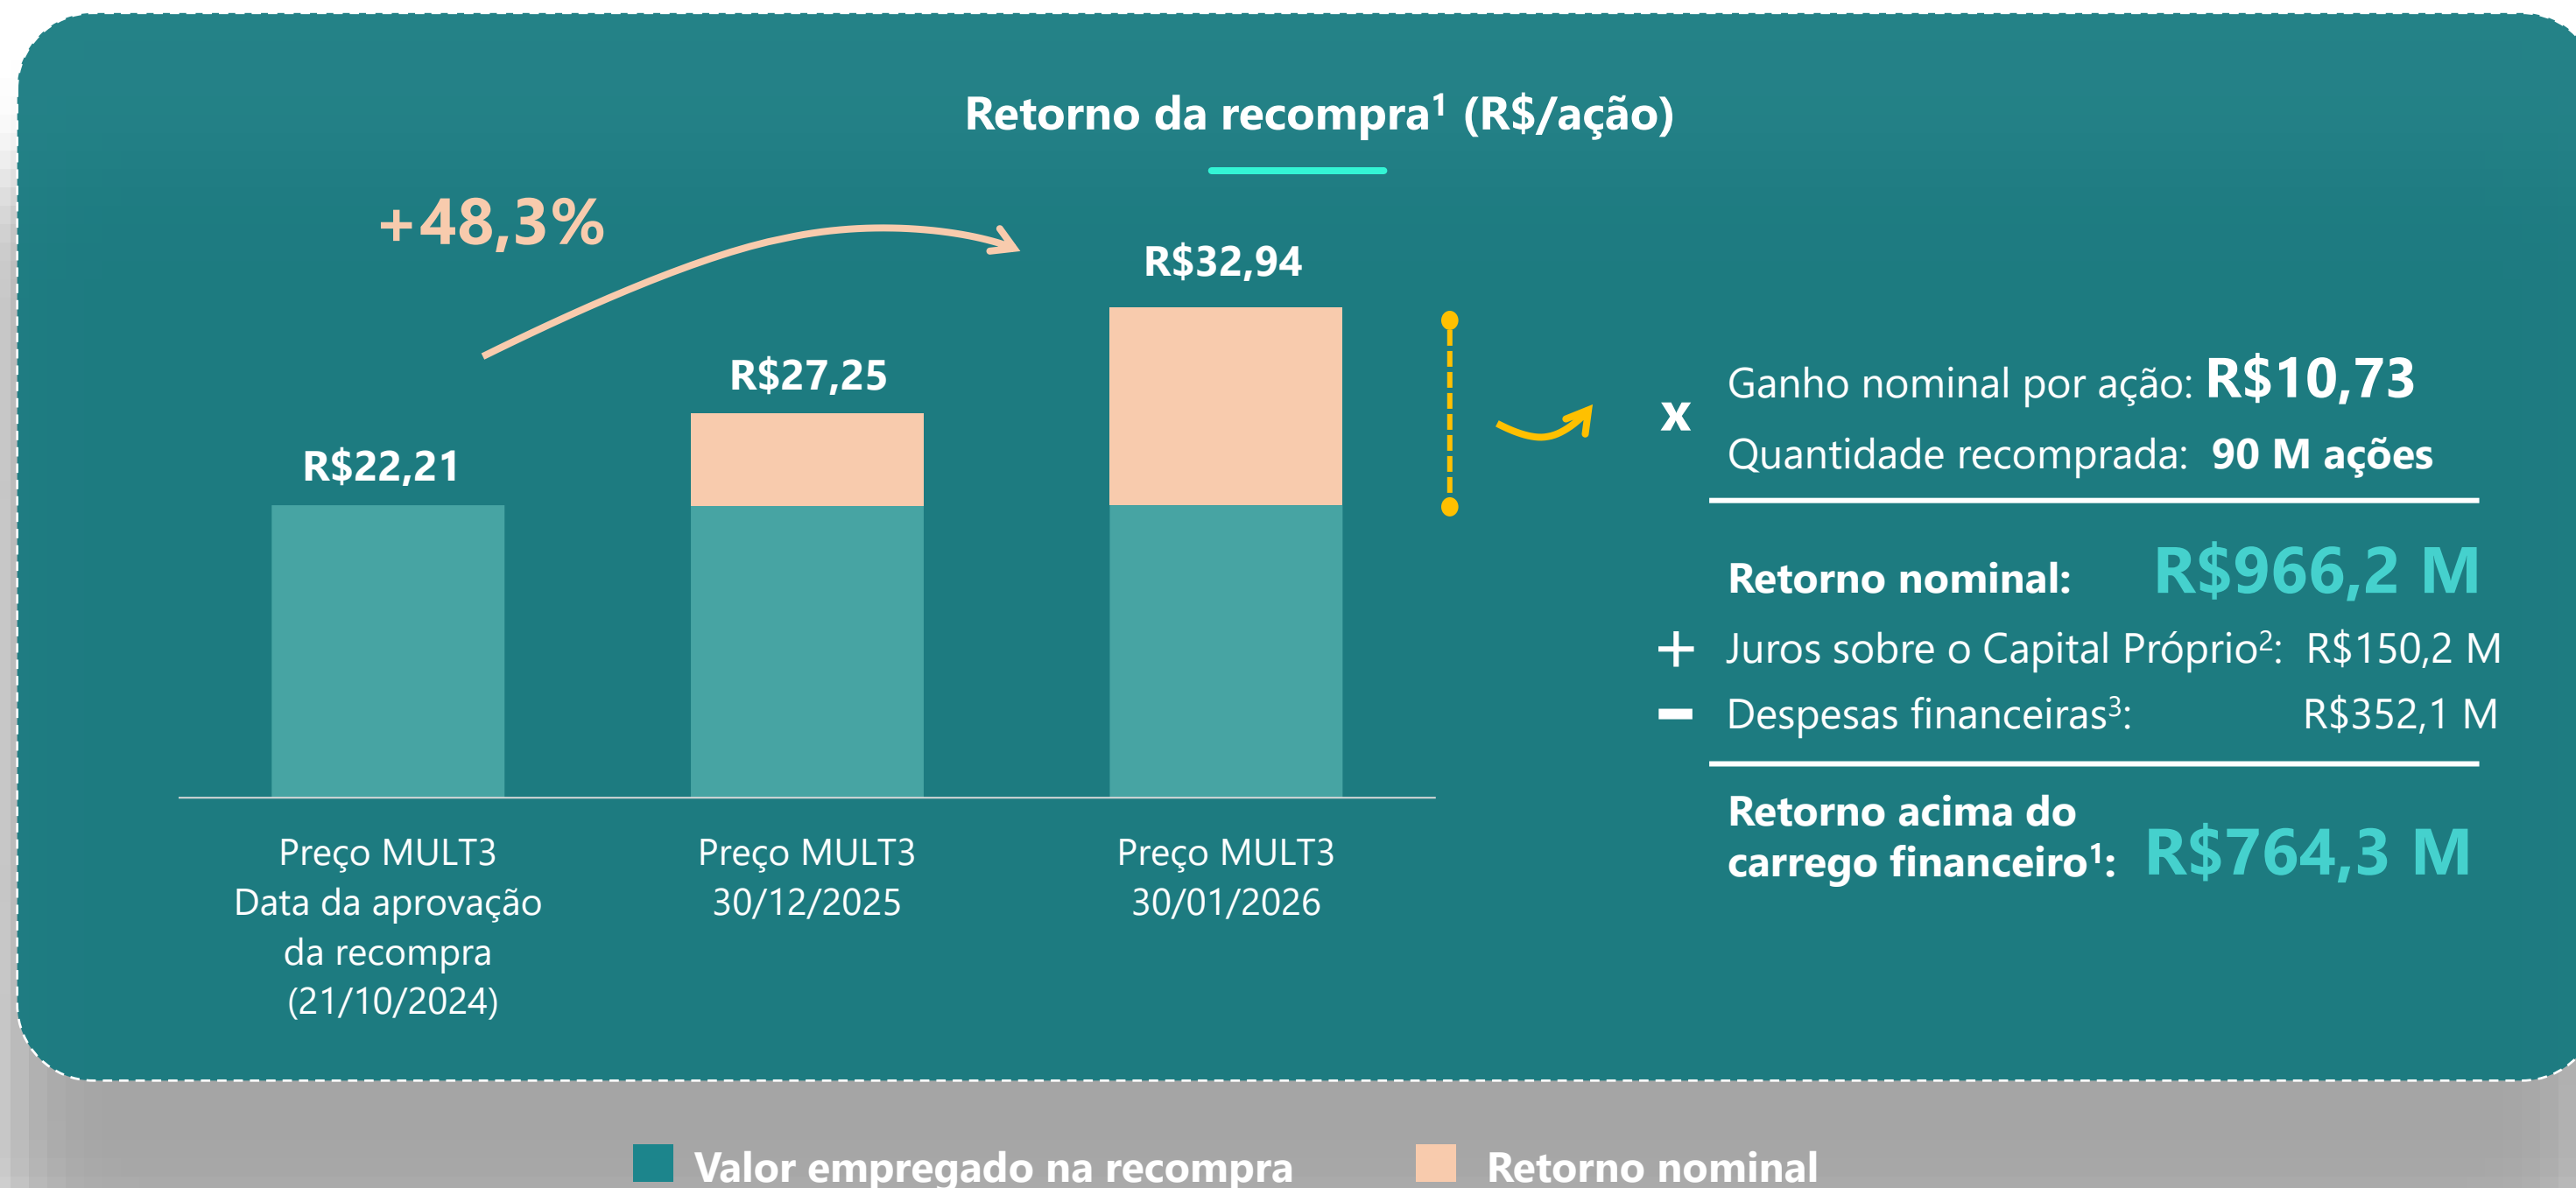 Retorno da recompra¹ (R$/ação)
+48,3%
R$22,21
R$27,25
R$32,94
Preço MULT3
Data da aprovação
da recompra
(21/10/2024)
Preço MULT3
30/12/2025
Preço MULT3
30/01/2026
x
Ganho nominal por ação: R$10,73
Quantidade recomprada: 90 M ações
Retorno nominal: R$966,2 M
+ Juros sobre o Capital Próprio²: R$150,2 M
− Despesas financeiras³: R$352,1 M
Retorno acima do
carrego financeiro¹: R$764,3 M
Valor empregado na recompra
Retorno nominal